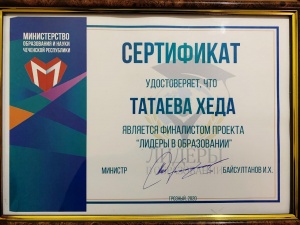 МИНИСТЕРСТВО
ОБРАЗОВАНИЯ И НАУКИ
ЧЕЧЕНСКОЙ РЕСПУБЛИКИ
СЕРТИФИКАТ
УДОСТОВЕРЯЕТ, ЧТО
ТАТАЕВА ХЕДА
ЯВЛЯЕТСЯ ФИНАЛИСТОМ ПРОЕКТА
"ЛИДЕРЫ В ОБРАЗОВАНИИ"
ЛИДЕРЫ
МИНИСТР БАЙСУЛТАНОВ И.Х.
ГРОЗНЫЙ 2020